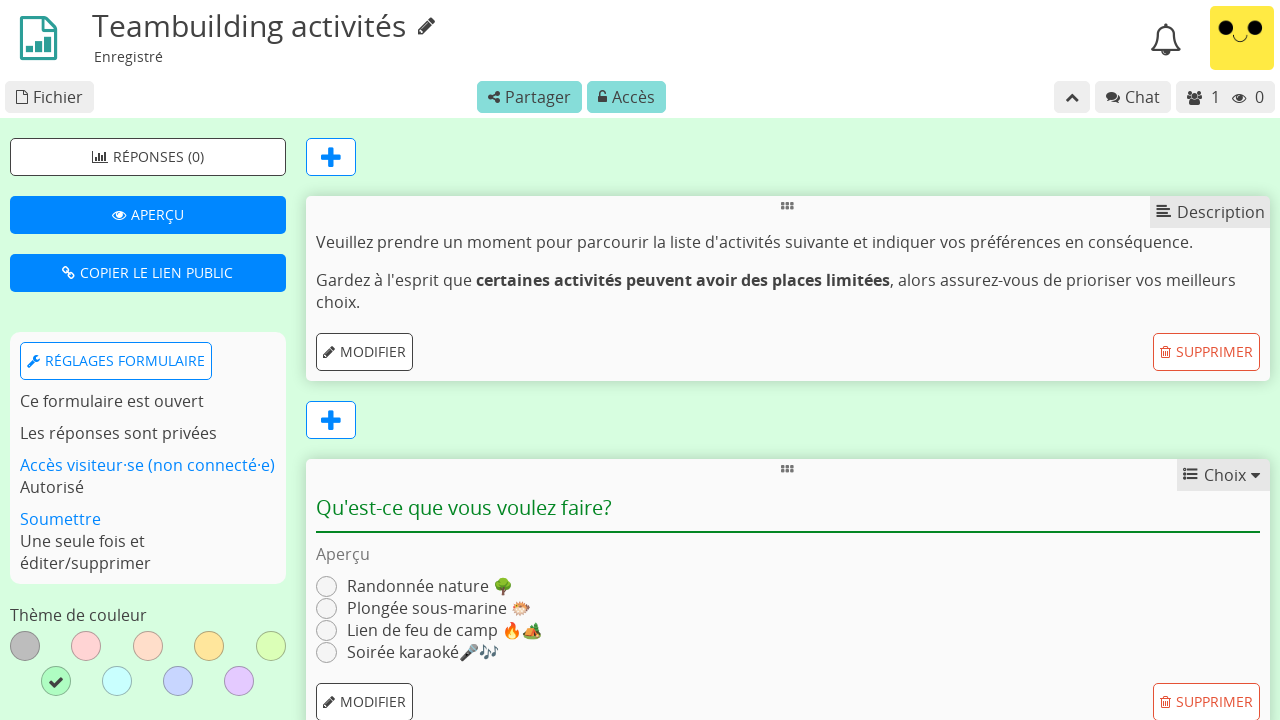 Teambuilding activités
Enregistré
Fichier
Partager
Accès
Chat
1
0
RÉPONSES (0)
APERÇU
COPIER LE LIEN PUBLIC
RÉGLAGES FORMULAIRE
Ce formulaire est ouvert
Les réponses sont privées
Accès visiteur·se (non connecté·e)
Autorisé
Soumettre
Une seule fois et
éditer/supprimer
Thème de couleur
Description
Veuillez prendre un moment pour parcourir la liste d'activités suivante et indiquer vos préférences en conséquence.
Gardez à l'esprit que certaines activités peuvent avoir des places limitées, alors assurez-vous de prioriser vos meilleurs
choix.
MODIFIER
SUPPRIMER
Choix
Qu'est-ce que vous voulez faire?
Aperçu
Randonnée nature 🌳
Plongée sous-marine 🐡
Lien de feu de camp 🔥🏕️
Soirée karaoké🎤🎶
MODIFIER
SUPPRIMER